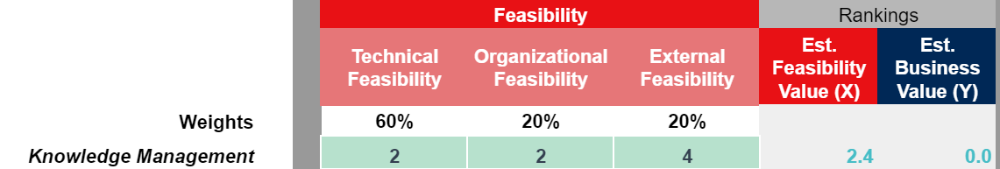 Feasibility Rankings
Technical Feasibility Organizational Feasibility External Feasibility Est. Feasibility Value (X) Est. Business Value (Y)
Weights 60% 20% 20%
Knowledge Management 2 2 4 2.4 0.0